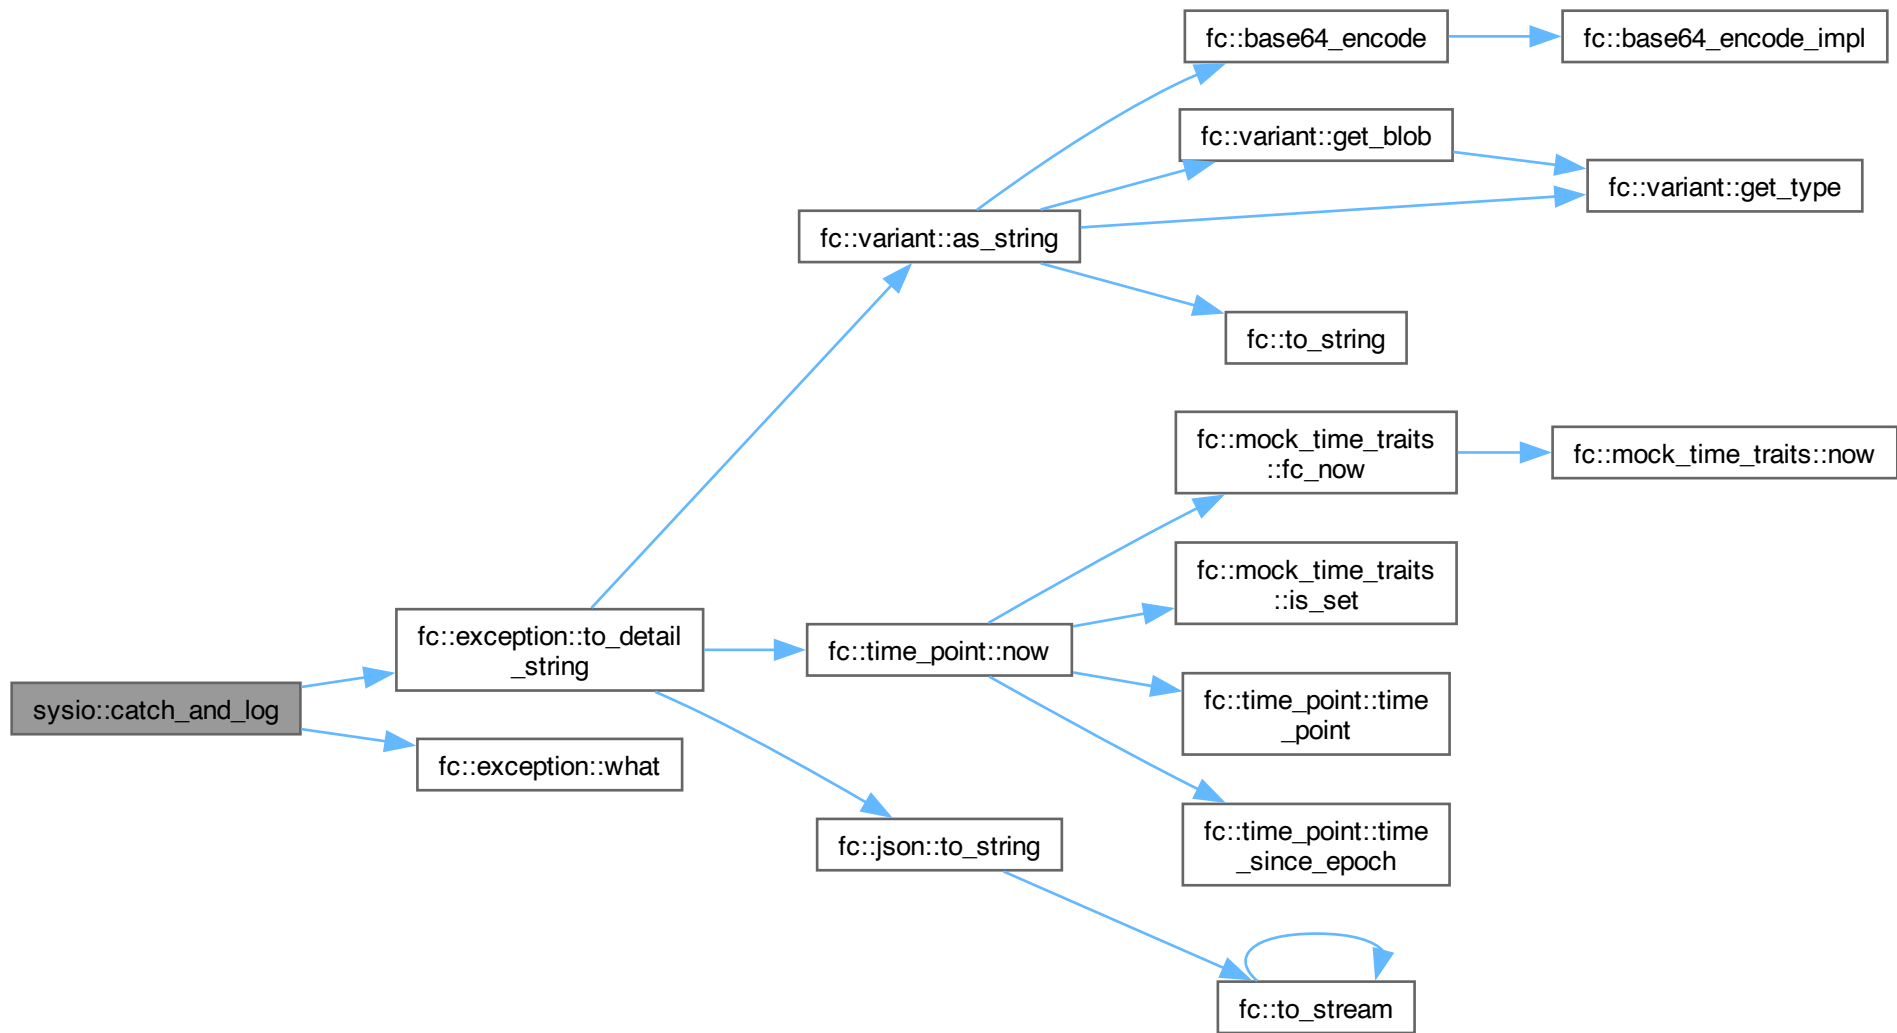 fc::base64_encode
fc::base64_encode_impl
fc::variant::get_blob
fc::variant::get_type
fc::variant::as_string
fc::to_string
fc::mock_time_traits
::fc_now
fc::mock_time_traits::now
fc::mock_time_traits
::is_set
fc::exception::to_detail
_string
fc::time_point::now
sysio::catch_and_log
fc::time_point::time
_point
fc::exception::what
fc::json::to_string
fc::time_point::time
_since_epoch
fc::to_stream